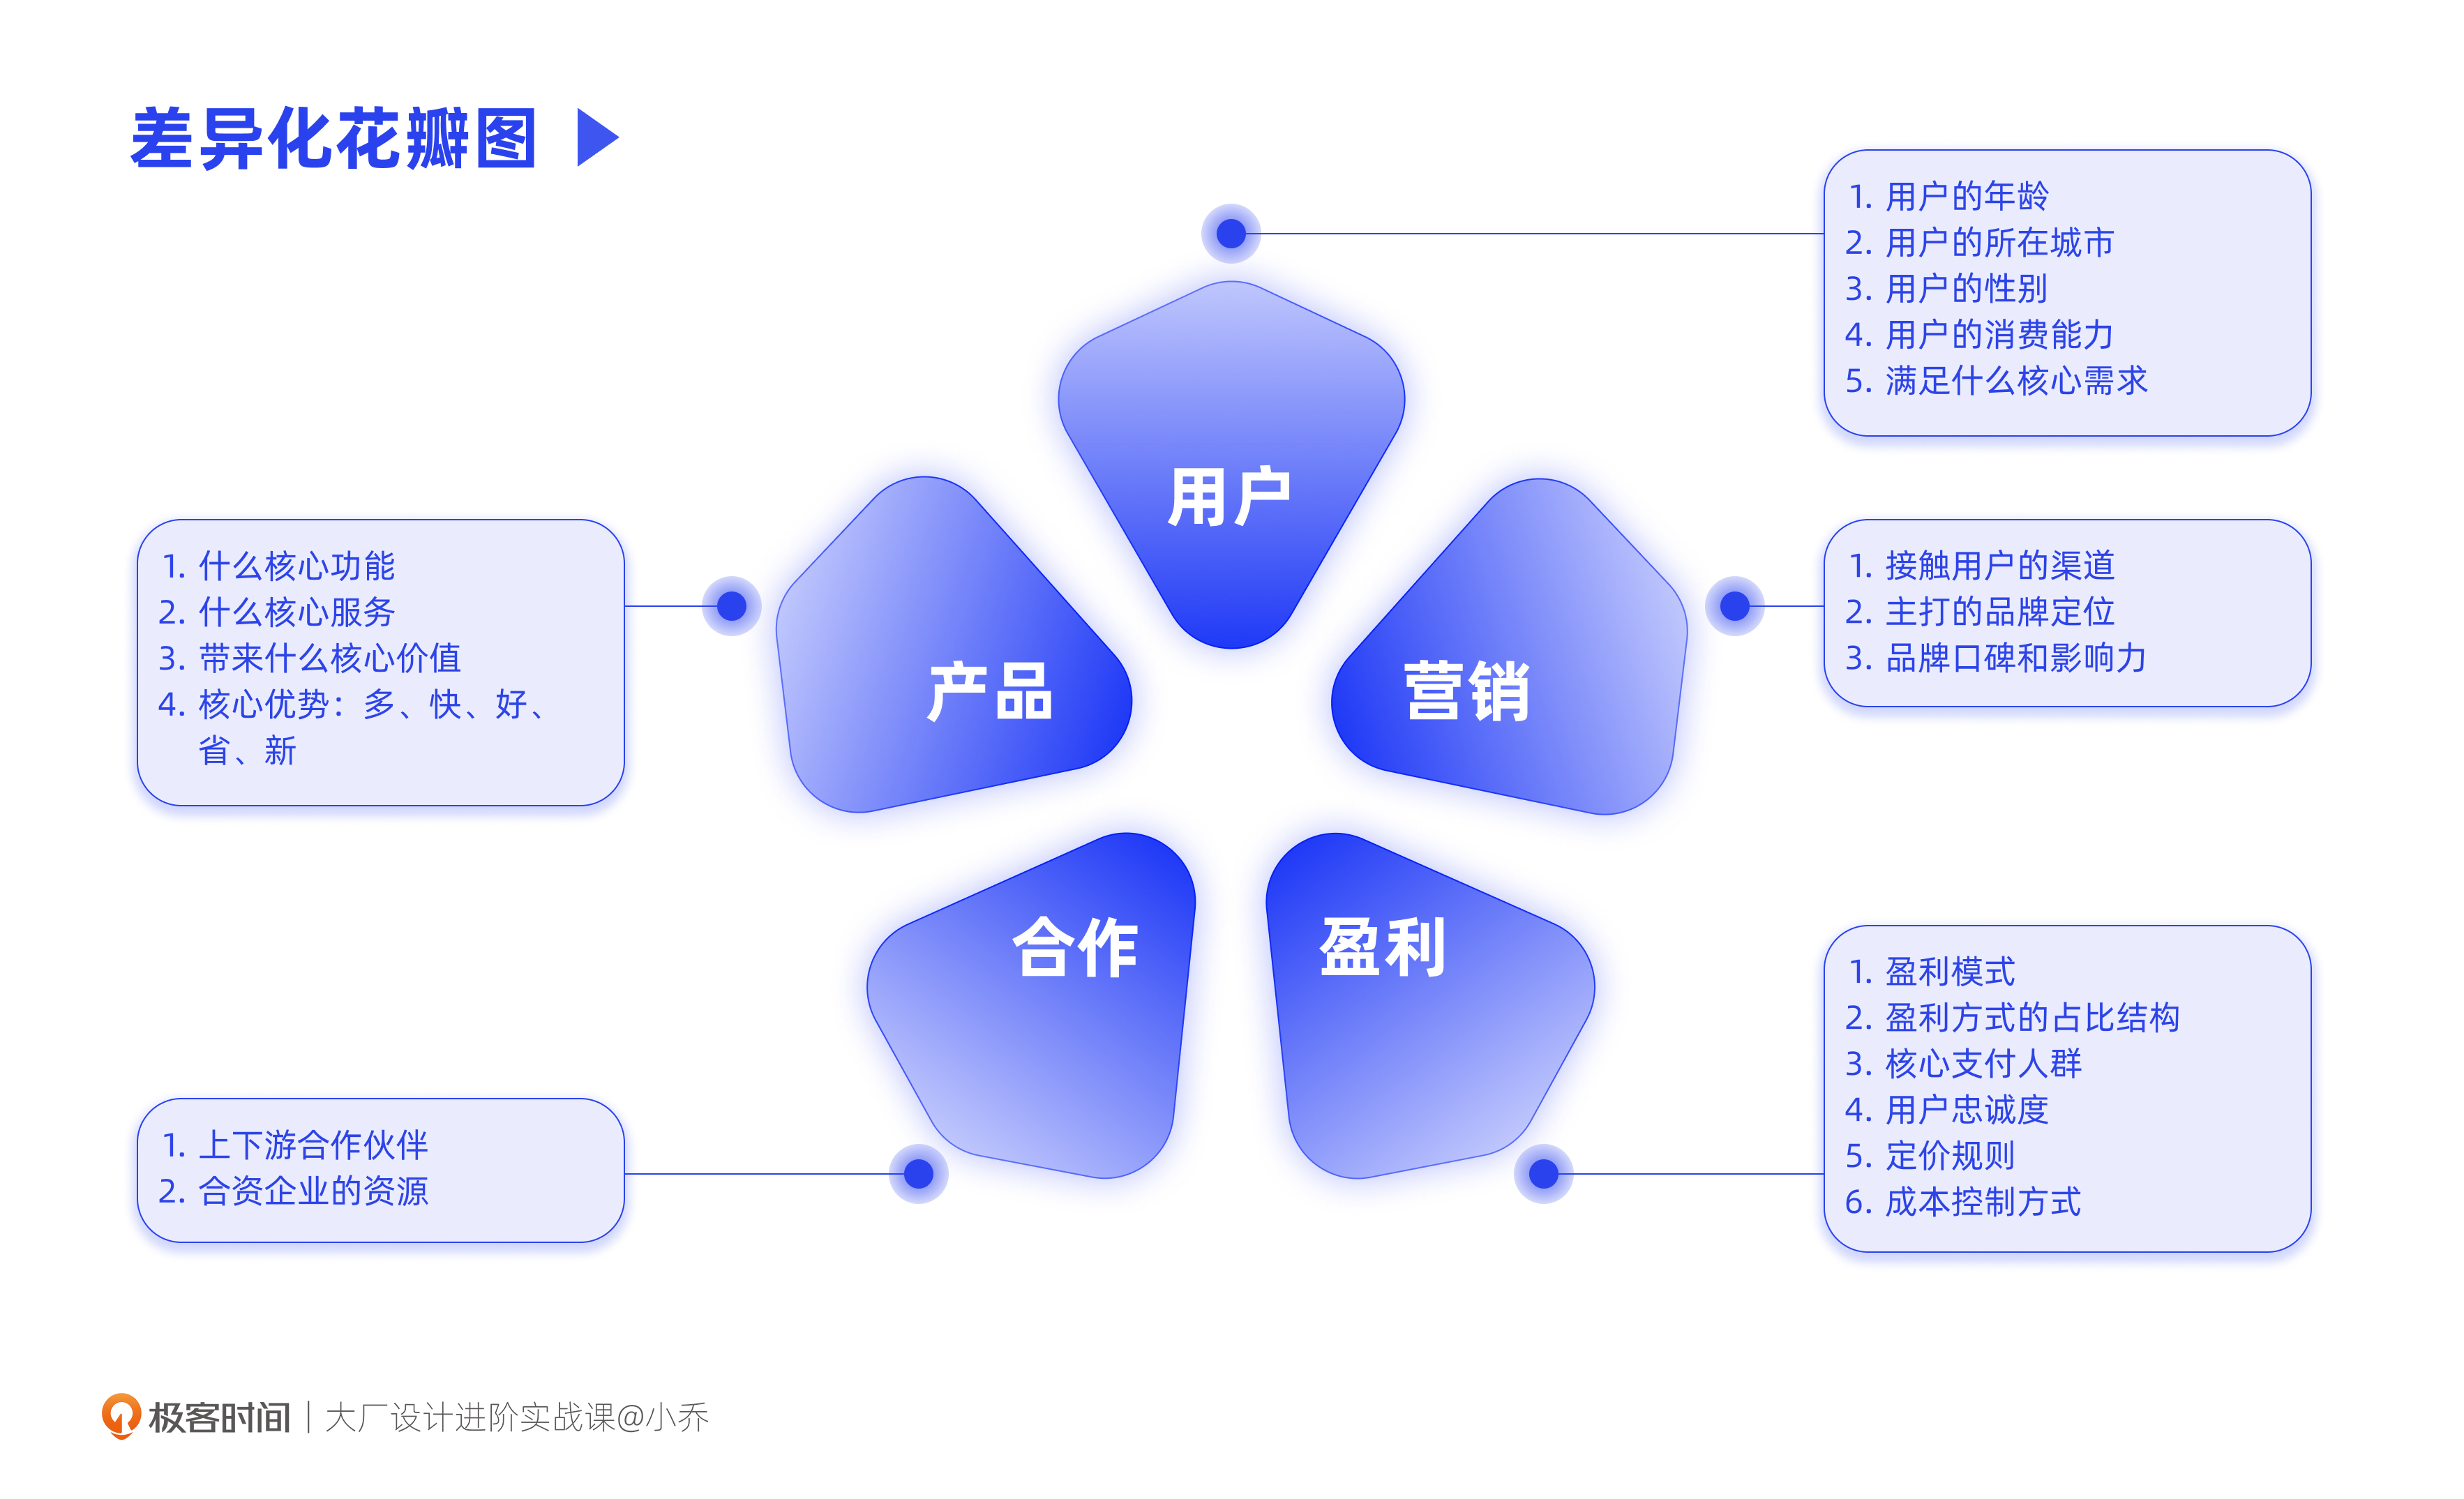 差异化花瓣图
1. 用户的年龄
2. 用户的所在城市
3. 用户的性别
4. 用户的消费能力
5. 满足什么核心需求
用户
1. 什么核心功能
2. 什么核心服务
3. 带来什么核心价值
4. 核心优势：多、快、好、
省、新
产品
营销
1. 接触用户的渠道
2. 主打的品牌定位
3. 品牌口碑和影响力
合作
盈利
1. 盈利模式
2. 盈利方式的占比结构
3. 核心支付人群
4. 用户忠诚度
5. 定价规则
6. 成本控制方式
1. 上下游合作伙伴
2. 合资企业的资源
极客时间｜大厂设计进阶实战课@小乔